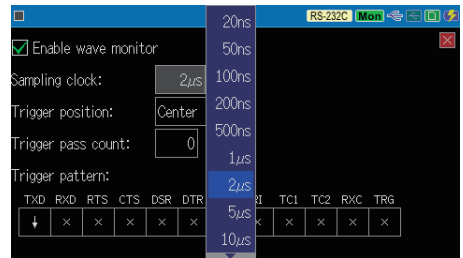 RS-232C Mon
20ns
Enable wave monitor
50ns
Sampling clock: 2µs
100ns
Trigger position: Center
200ns
500ns
Trigger pass count: 0
1µs
Trigger pattern:
2µs
TXD RXD RTS CTS DSR DTR RI TC1 TC2 RXC TRG
↓ × × × × × × × × ×
5µs
10µs